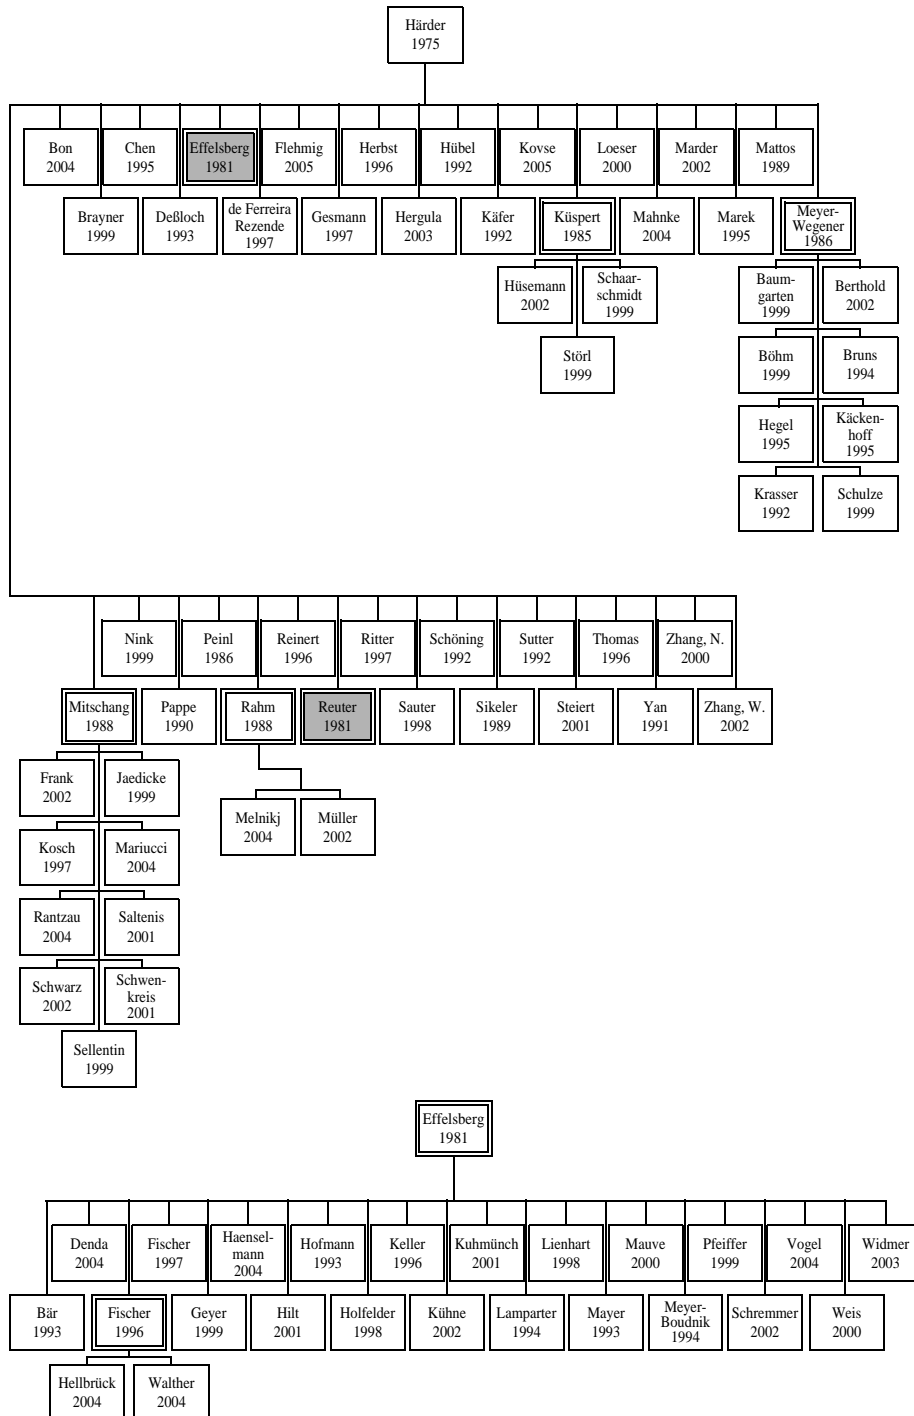 Härder
1975
Bon
2004
Chen
1995
Effelsberg
1981
Flehmig
2005
Herbst
1996
Hübel
1992
Kovse
2005
Loeser
2000
Marder
2002
Mattos
1989
Brayner
1999
Deßloch
1993
de Ferreira
Rezende
1997
Gesmann
1997
Hergula
2003
Käfer
1992
Küspert
1985
Mahnke
2004
Marek
1995
Meyer-
Wegener
1986
Hüsemann
2002
Schaar-
schmidt
1999
Störl
1999
Baum-
garten
1999
Berthold
2002
Böhm
1999
Bruns
1994
Hegel
1995
Käcken-
hoff
1995
Krasser
1992
Schulze
1999
Nink
1999
Peinl
1986
Reinert
1996
Ritter
1997
Schöning
1992
Sutter
1992
Thomas
1996
Zhang, N.
2000
Mitschang
1988
Pappe
1990
Rahm
1988
Reuter
1981
Sauter
1998
Sikeler
1989
Steiert
2001
Yan
1991
Zhang, W.
2002
Frank
2002
Jaedicke
1999
Kosch
1997
Mariucci
2004
Rantzau
2004
Saltenis
2001
Schwarz
2002
Schwen-
kreis
2001
Sellentin
1999
Melnikj
2004
Müller
2002
Effelsberg
1981
Denda
2004
Fischer
1997
Haensel-
mann
2004
Hofmann
1993
Keller
1996
Kuhmünch
2001
Lienhart
1998
Mauve
2000
Pfeiffer
1999
Vogel
2004
Widmer
2003
Bär
1993
Fischer
1996
Geyer
1999
Hilt
2001
Holfelder
1998
Kühne
2002
Lamparter
1994
Mayer
1993
Meyer-
Boudnik
1994
Schremmer
2002
Weis
2000
Hellbrück
2004
Walther
2004